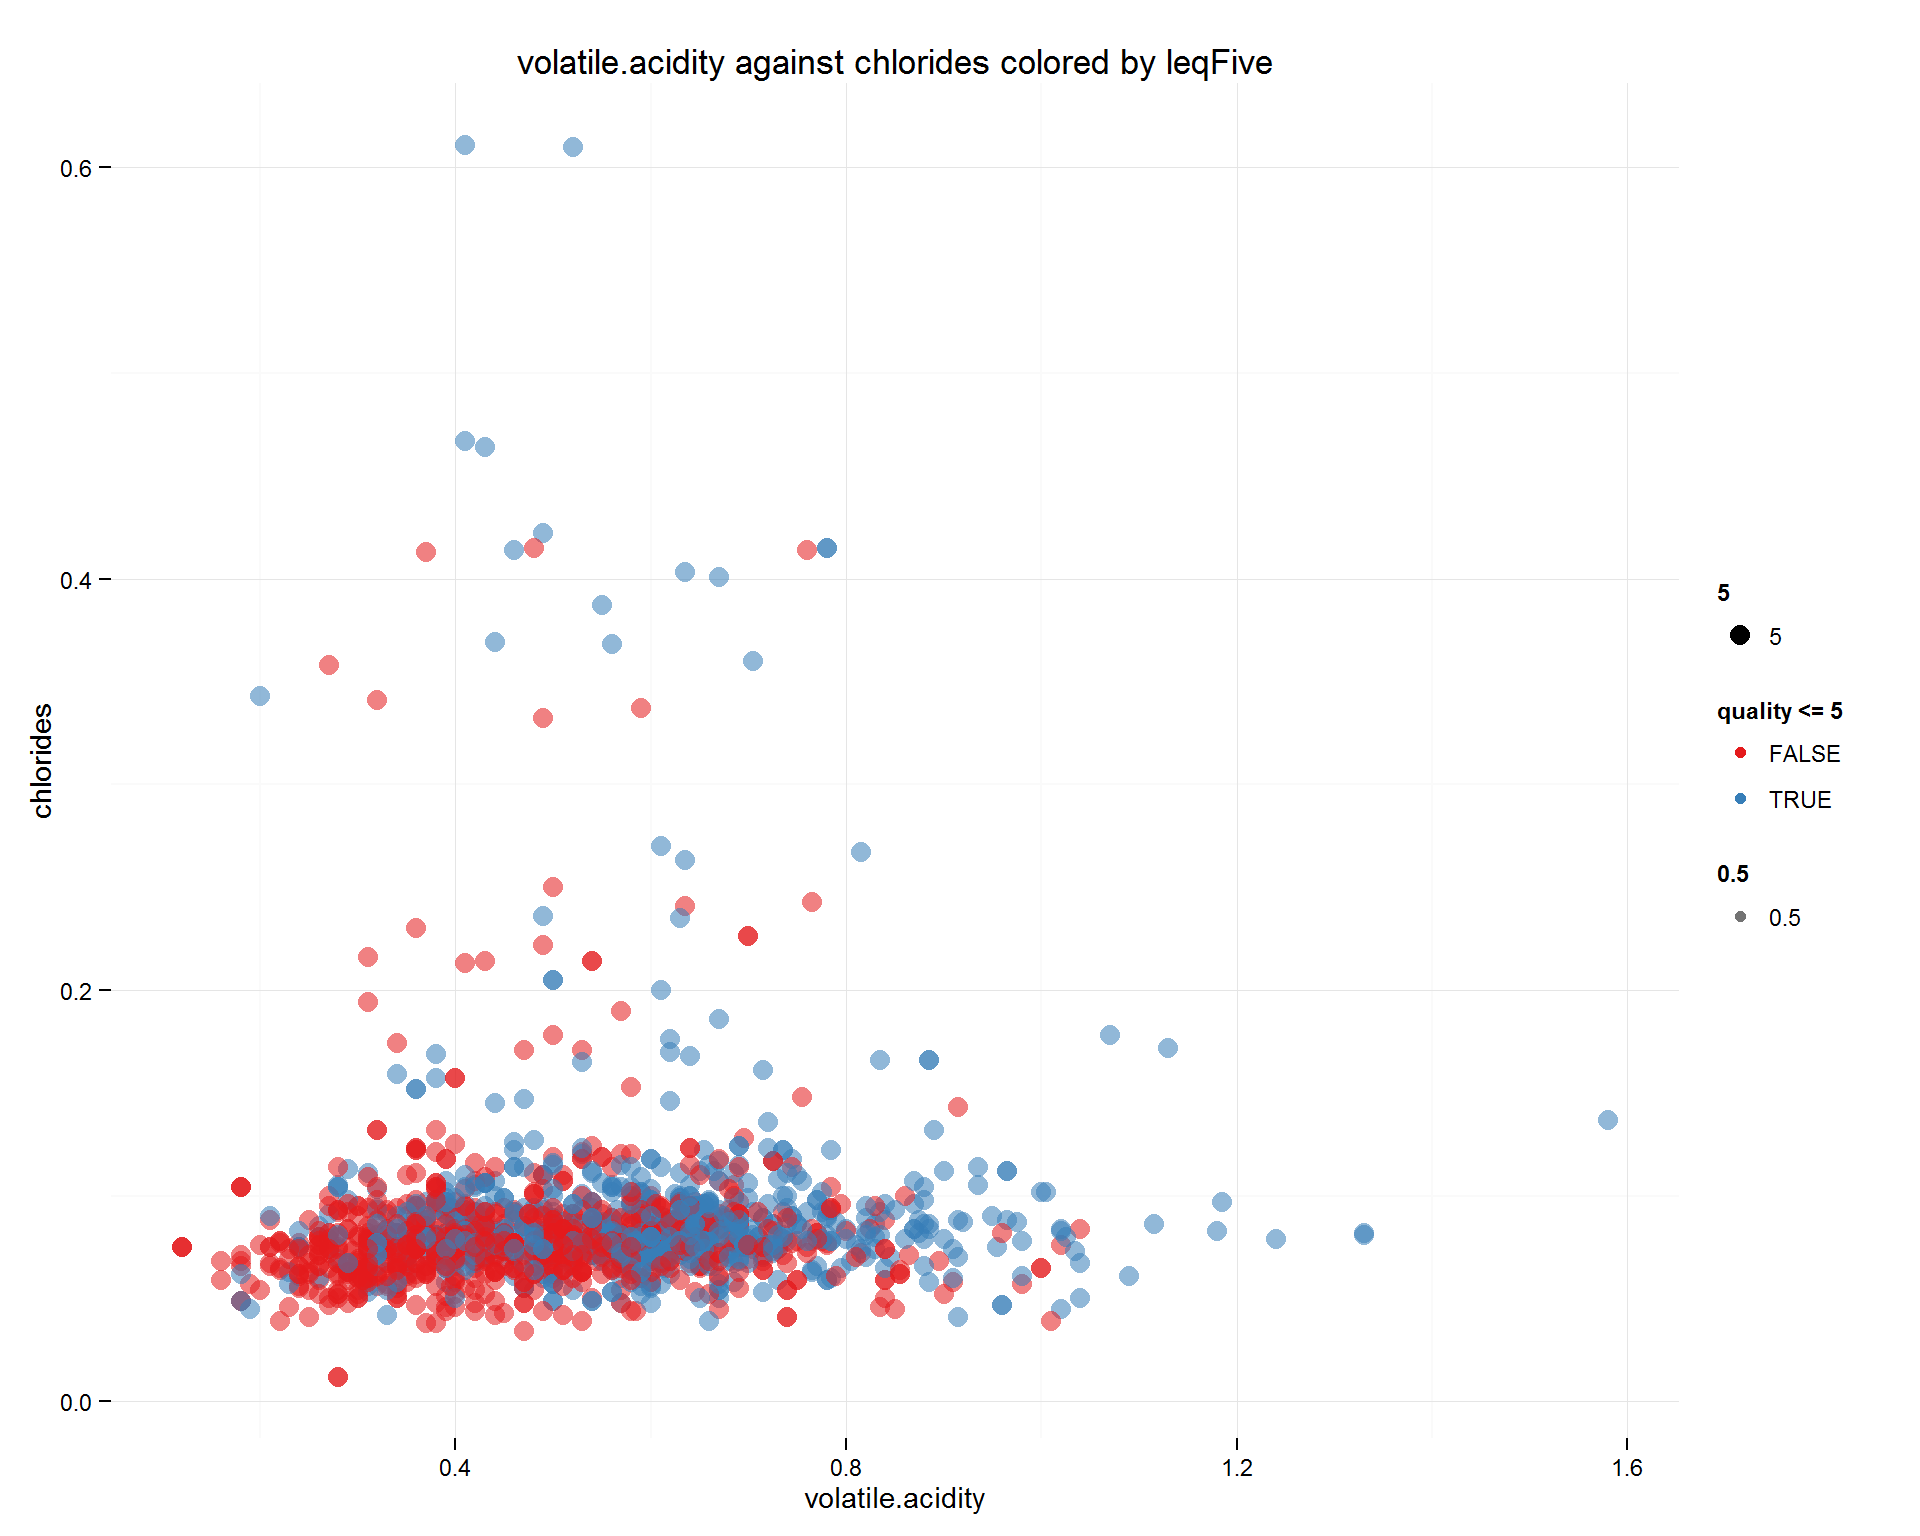 volatile.acidity against chlorides colored by leqFive
0.6
0.4
0.2
0.0
chlorides
0.4 0.8 1.2 1.6
volatile.acidity
5
5
quality <= 5
FALSE
TRUE
0.5
0.5